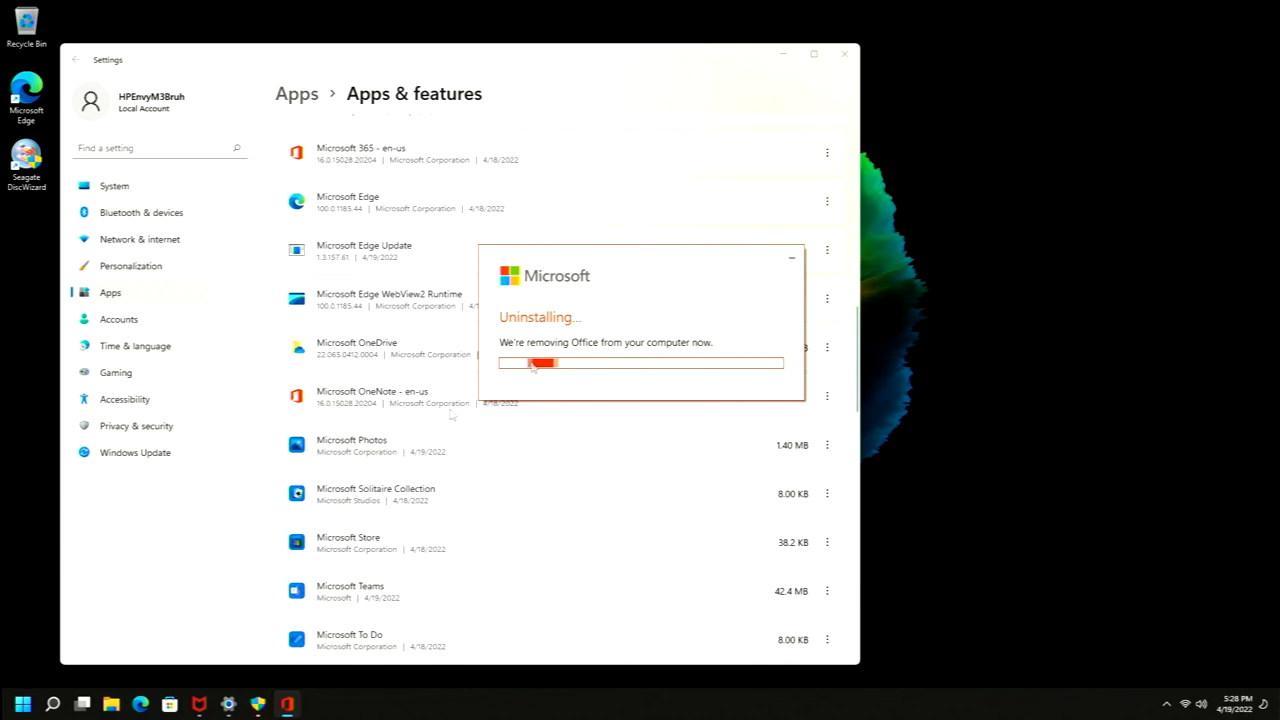 Recycle Bin
Microsoft Edge
Seagate DiscWizard
Settings
HPEnvyM3Bruh
Local Account
Find a setting
System
Bluetooth & devices
Network & internet
Personalization
Apps
Accounts
Time & language
Gaming
Accessibility
Privacy & security
Windows Update
Apps > Apps & features
Microsoft 365 - en-us
16.0.15028.20204 | Microsoft Corporation | 4/18/2022
Microsoft Edge
100.0.1185.44 | Microsoft Corporation | 4/18/2022
Microsoft Edge Update
1.3.157.61 | 4/19/2022
Microsoft Edge WebView2 Runtime
100.0.1185.44 | Microsoft Corporation
Microsoft OneDrive
22.065.0412.0004 | Microsoft Corporation
Microsoft OneNote - en-us
16.0.15028.20204 | Microsoft Corporation | 4/18/2022
Microsoft Photos
Microsoft Corporation | 4/19/2022
1.40 MB
Microsoft Solitaire Collection
Microsoft Studios | 4/18/2022
8.00 KB
Microsoft Store
Microsoft Corporation | 4/18/2022
38.2 KB
Microsoft Teams
Microsoft | 4/19/2022
42.4 MB
Microsoft To Do
Microsoft Corporation | 4/18/2022
8.00 KB
Microsoft
Uninstalling...
We're removing Office from your computer now.
5:28 PM
4/19/2022